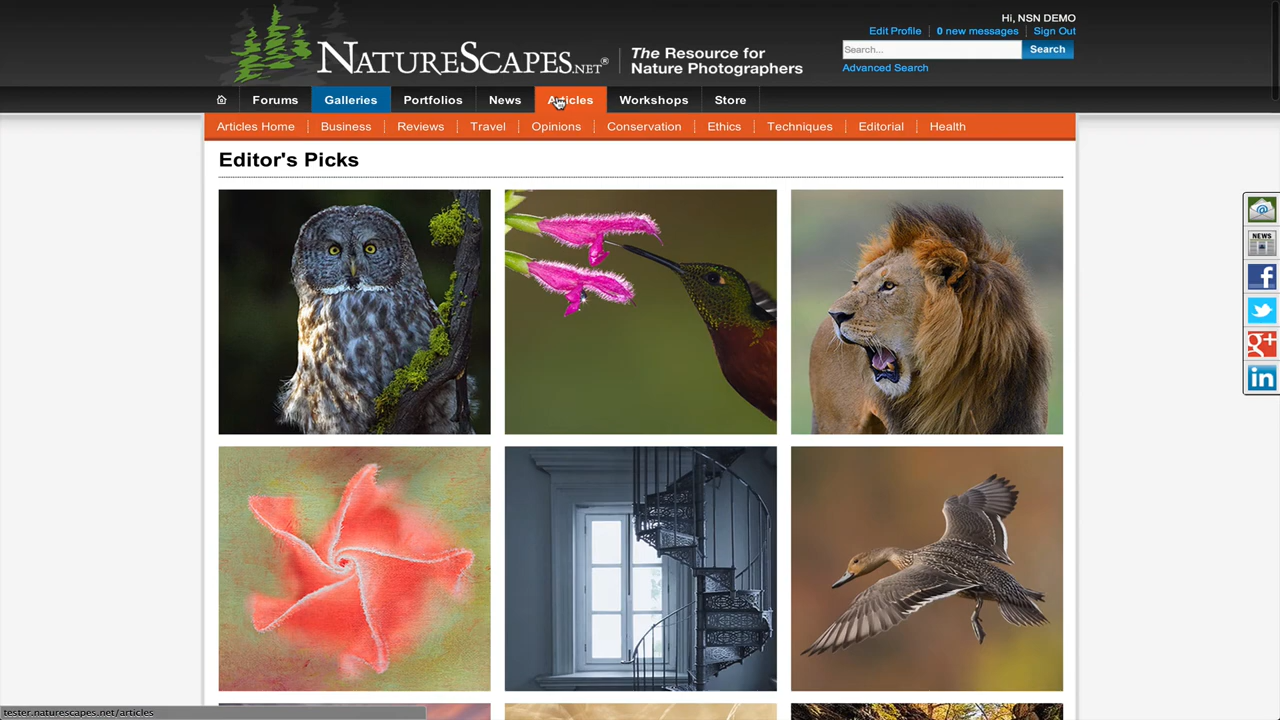 Hi, NSN DEMO
Edit Profile 0 new messages Sign Out
NATURESCAPES.NET® The Resource for Nature Photographers
Search... Search
Advanced Search
Forums Galleries Portfolios News Articles Workshops Store
Articles Home Business Reviews Travel Opinions Conservation Ethics Techniques Editorial Health
Editor's Picks
NEWS
tester.naturescapes.net/articles